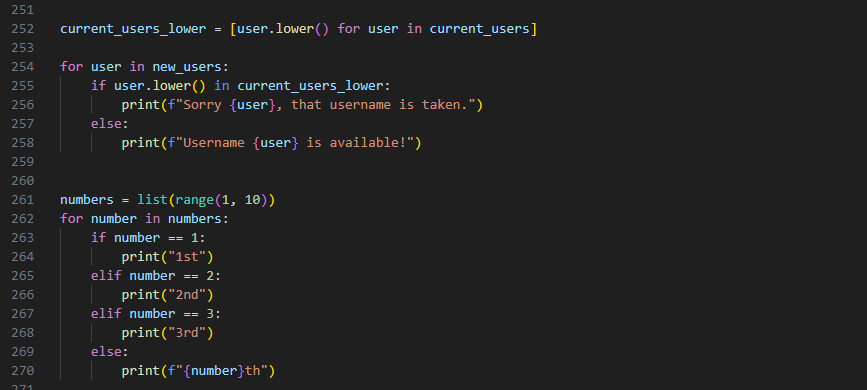 251
252 current_users_lower = [user.lower() for user in current_users]
253
254 for user in new_users:
255     if user.lower() in current_users_lower:
256         print(f"Sorry {user}, that username is taken.")
257     else:
258         print(f"Username {user} is available!")
259
260
261 numbers = list(range(1, 10))
262 for number in numbers:
263     if number == 1:
264         print("1st")
265     elif number == 2:
266         print("2nd")
267     elif number == 3:
268         print("3rd")
269     else:
270         print(f"{number}th")
271